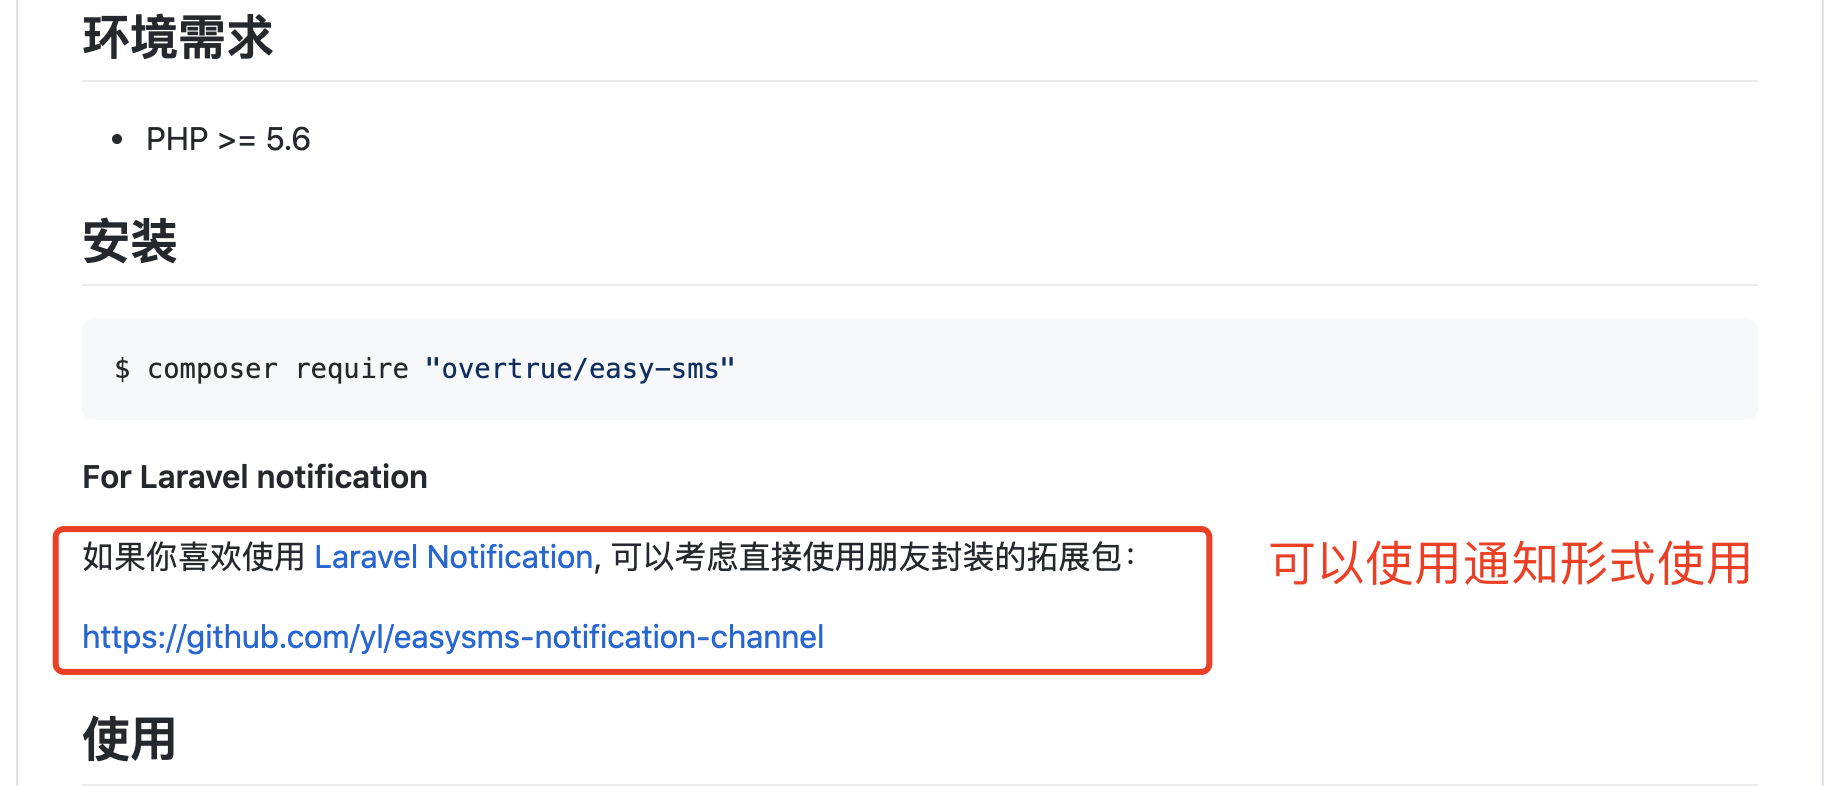 环境需求
• PHP >= 5.6
安装
$ composer require "overtrue/easy-sms"
For Laravel notification
如果你喜欢使用 Laravel Notification, 可以考虑直接使用朋友封装的拓展包：
可以使用通知形式使用
https://github.com/yl/easysms-notification-channel
使用